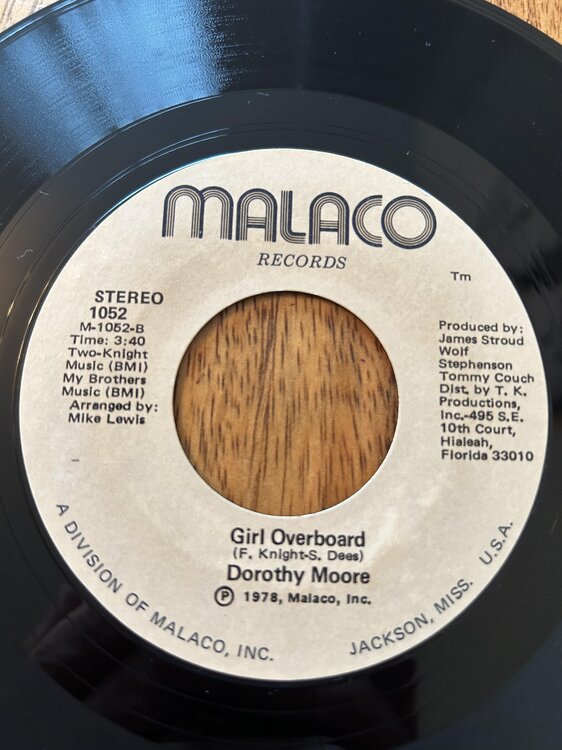 MALACO
RECORDS
Tm
STEREO
1052
M-1052-B
Time: 3:40
Two-Knight
Music (BMI)
My Brothers
Music (BMI)
Arranged by:
Mike Lewis
Produced by:
James Stroud
Wolf
Stephenson
Tommy Couch
Dist. by T. K.
Productions,
Inc.-495 S.E.
10th Court,
Hialeah,
Florida 33010
Girl Overboard
(F. Knight-S. Dees)
Dorothy Moore
Ⓟ 1978, Malaco, Inc.
A DIVISION OF MALACO, INC.
JACKSON, MISS. U.S.A.